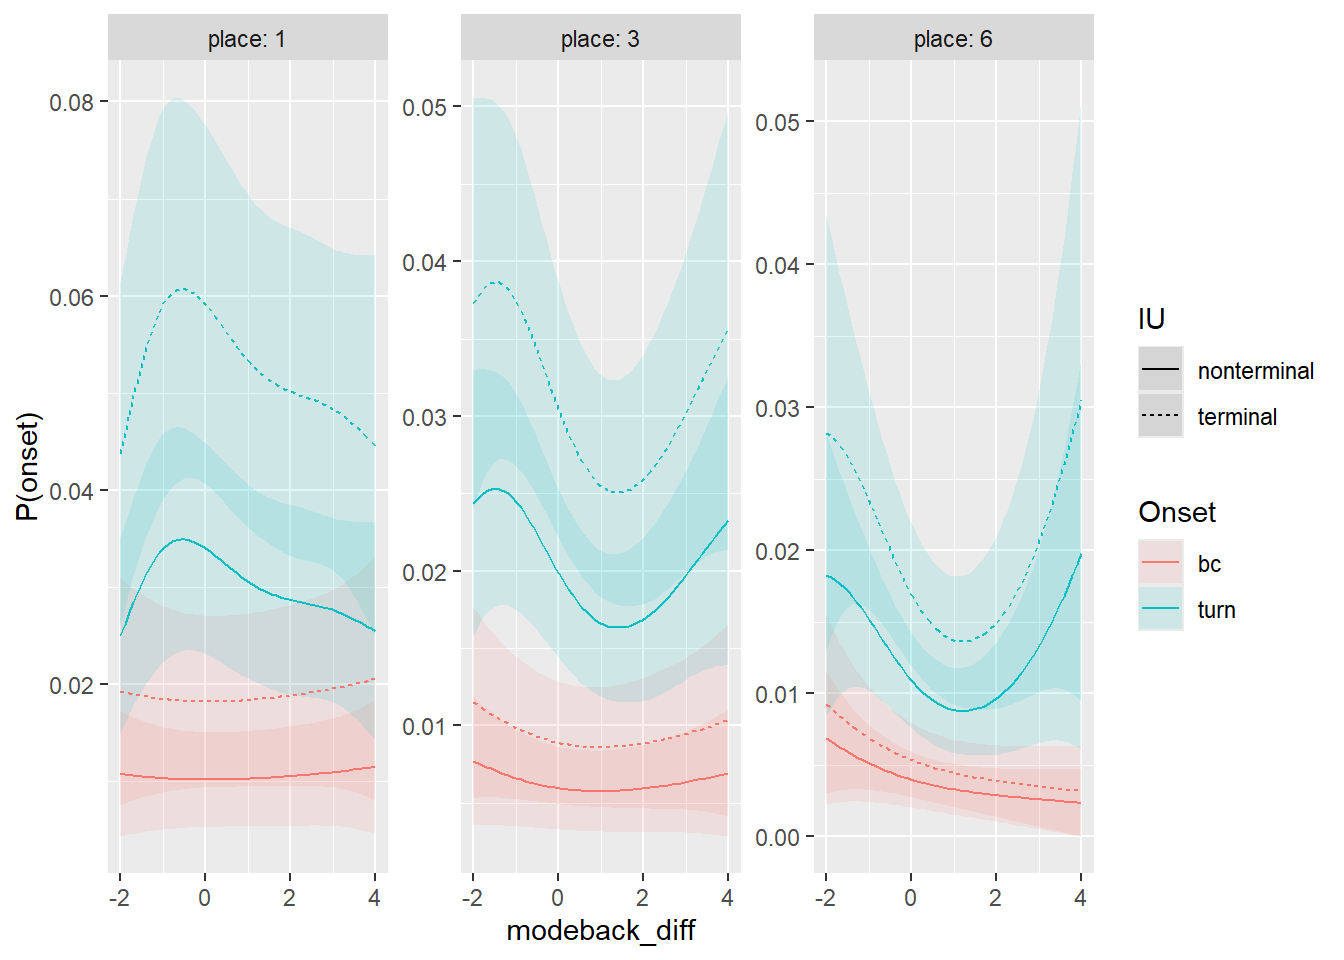 place: 1
place: 3
place: 6
0.08
0.06
0.04
0.02
0.05
0.04
0.03
0.02
0.01
0.05
0.04
0.03
0.02
0.01
0.00
-2 0 2 4
-2 0 2 4
-2 0 2 4
modeback_diff
P(onset)
IU
nonterminal
terminal
Onset
bc
turn